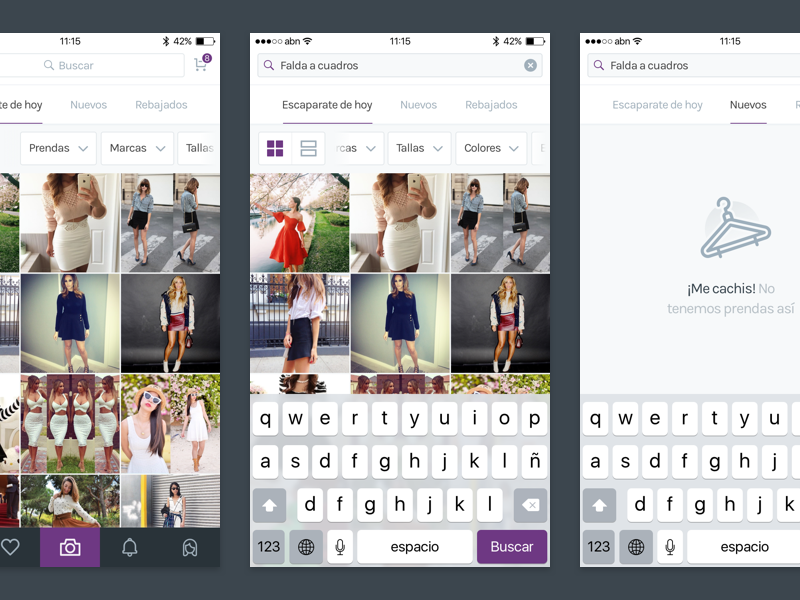 11:15
42%
Buscar
8
te de hoy
Nuevos
Rebajados
Prendas
Marcas
Tallas
●●●○○ abn
11:15
42%
Falda a cuadros
Escaparate de hoy
Nuevos
Rebajados
rcas
Tallas
Colores
E
q w e r t y u i o p
a s d f g h j k l ñ
d f g h j k l
123
espacio
Buscar
●●●○○ abn
11:15
Falda a cuadros
Escaparate de hoy
Nuevos
R
¡Me cachis! No
tenemos prendas así
q w e r t y u
a s d f g h j
d f g h j k
123
espacio